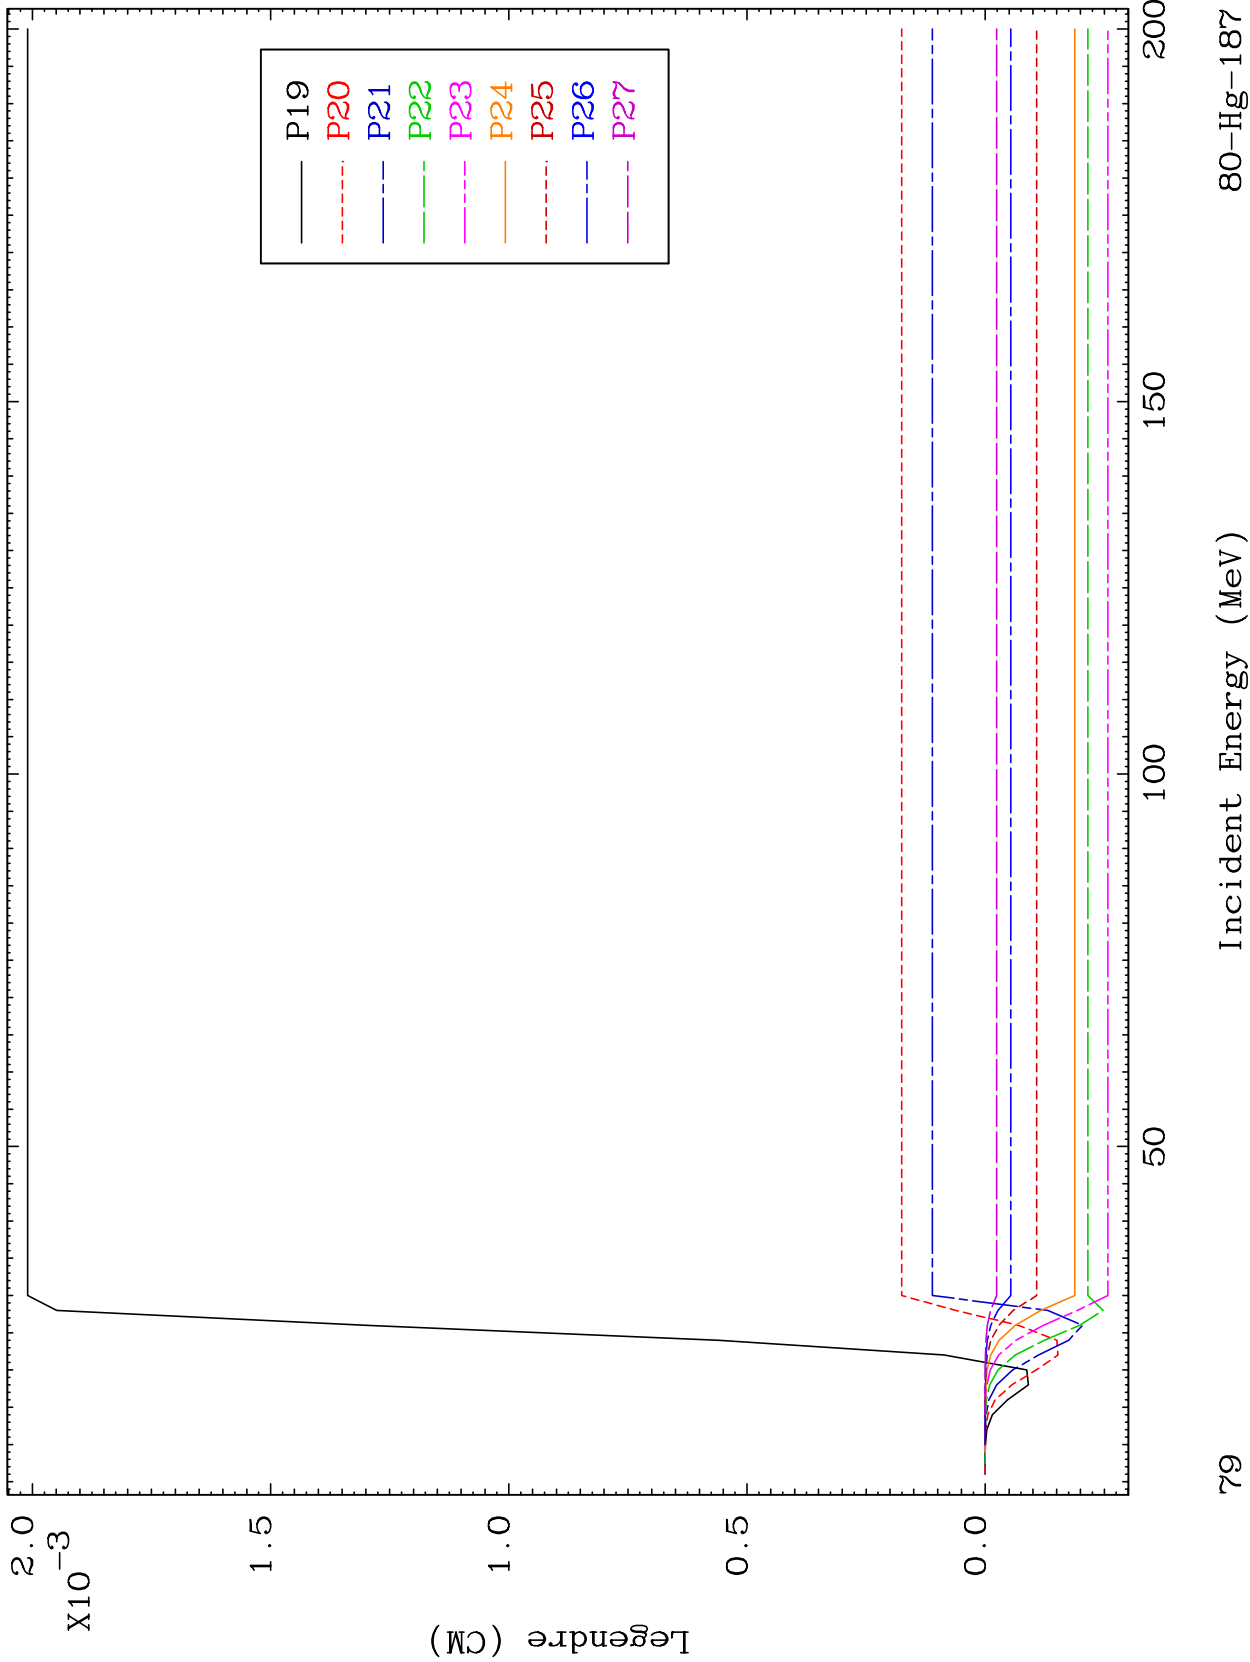 2.0
X10-3
1.5
1.0
0.5
0.0
Legendre (CM)
P19
P20
P21
P22
P23
P24
P25
P26
P27
50
100
150
200
79
Incident Energy (MeV)
80-Hg-187